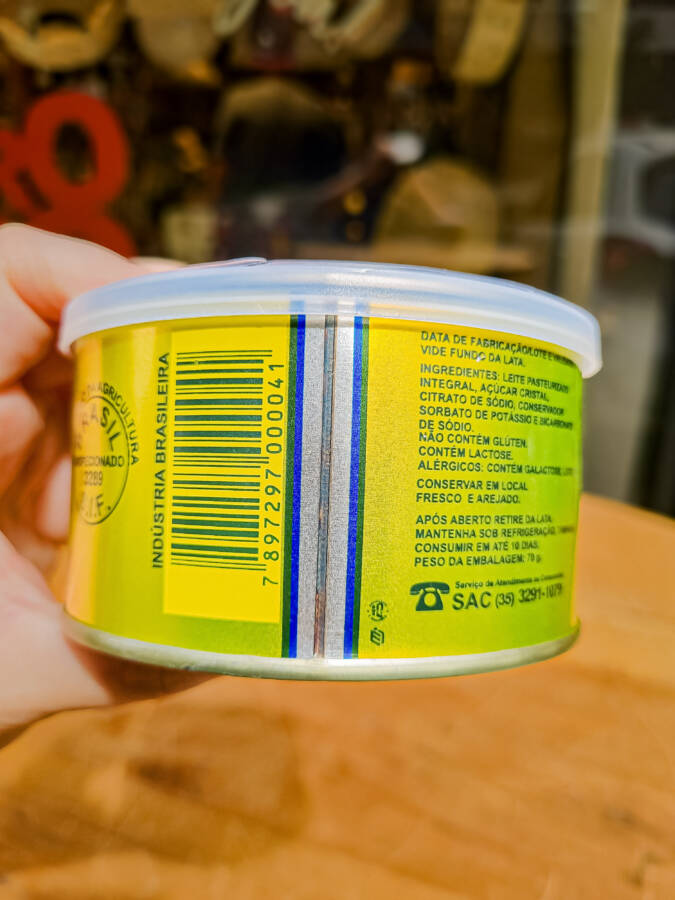 AGRICULTURA
BRASIL
INSPECIONADO
3289
S.I.F.
INDÚSTRIA BRASILEIRA
7 897297 000041
DATA DE FABRICAÇÃO/LOTE E
VIDE FUNDO DA LATA.
INGREDIENTES: LEITE PASTEURIZADO
INTEGRAL, AÇÚCAR CRISTAL,
CITRATO DE SÓDIO, CONSERVADOR
SORBATO DE POTÁSSIO E BICARBONATO
DE SÓDIO.
NÃO CONTÉM GLÚTEN.
CONTÉM LACTOSE.
ALÉRGICOS: CONTÉM GALACTOSE,
CONSERVAR EM LOCAL
FRESCO E AREJADO.
APÓS ABERTO RETIRE DA LATA.
MANTENHA SOB REFRIGERAÇÃO,
CONSUMIR EM ATÉ 10 DIAS.
PESO DA EMBALAGEM: 70 g.
Serviço de Atendimento ao Consumidor
SAC (35) 3291-1079